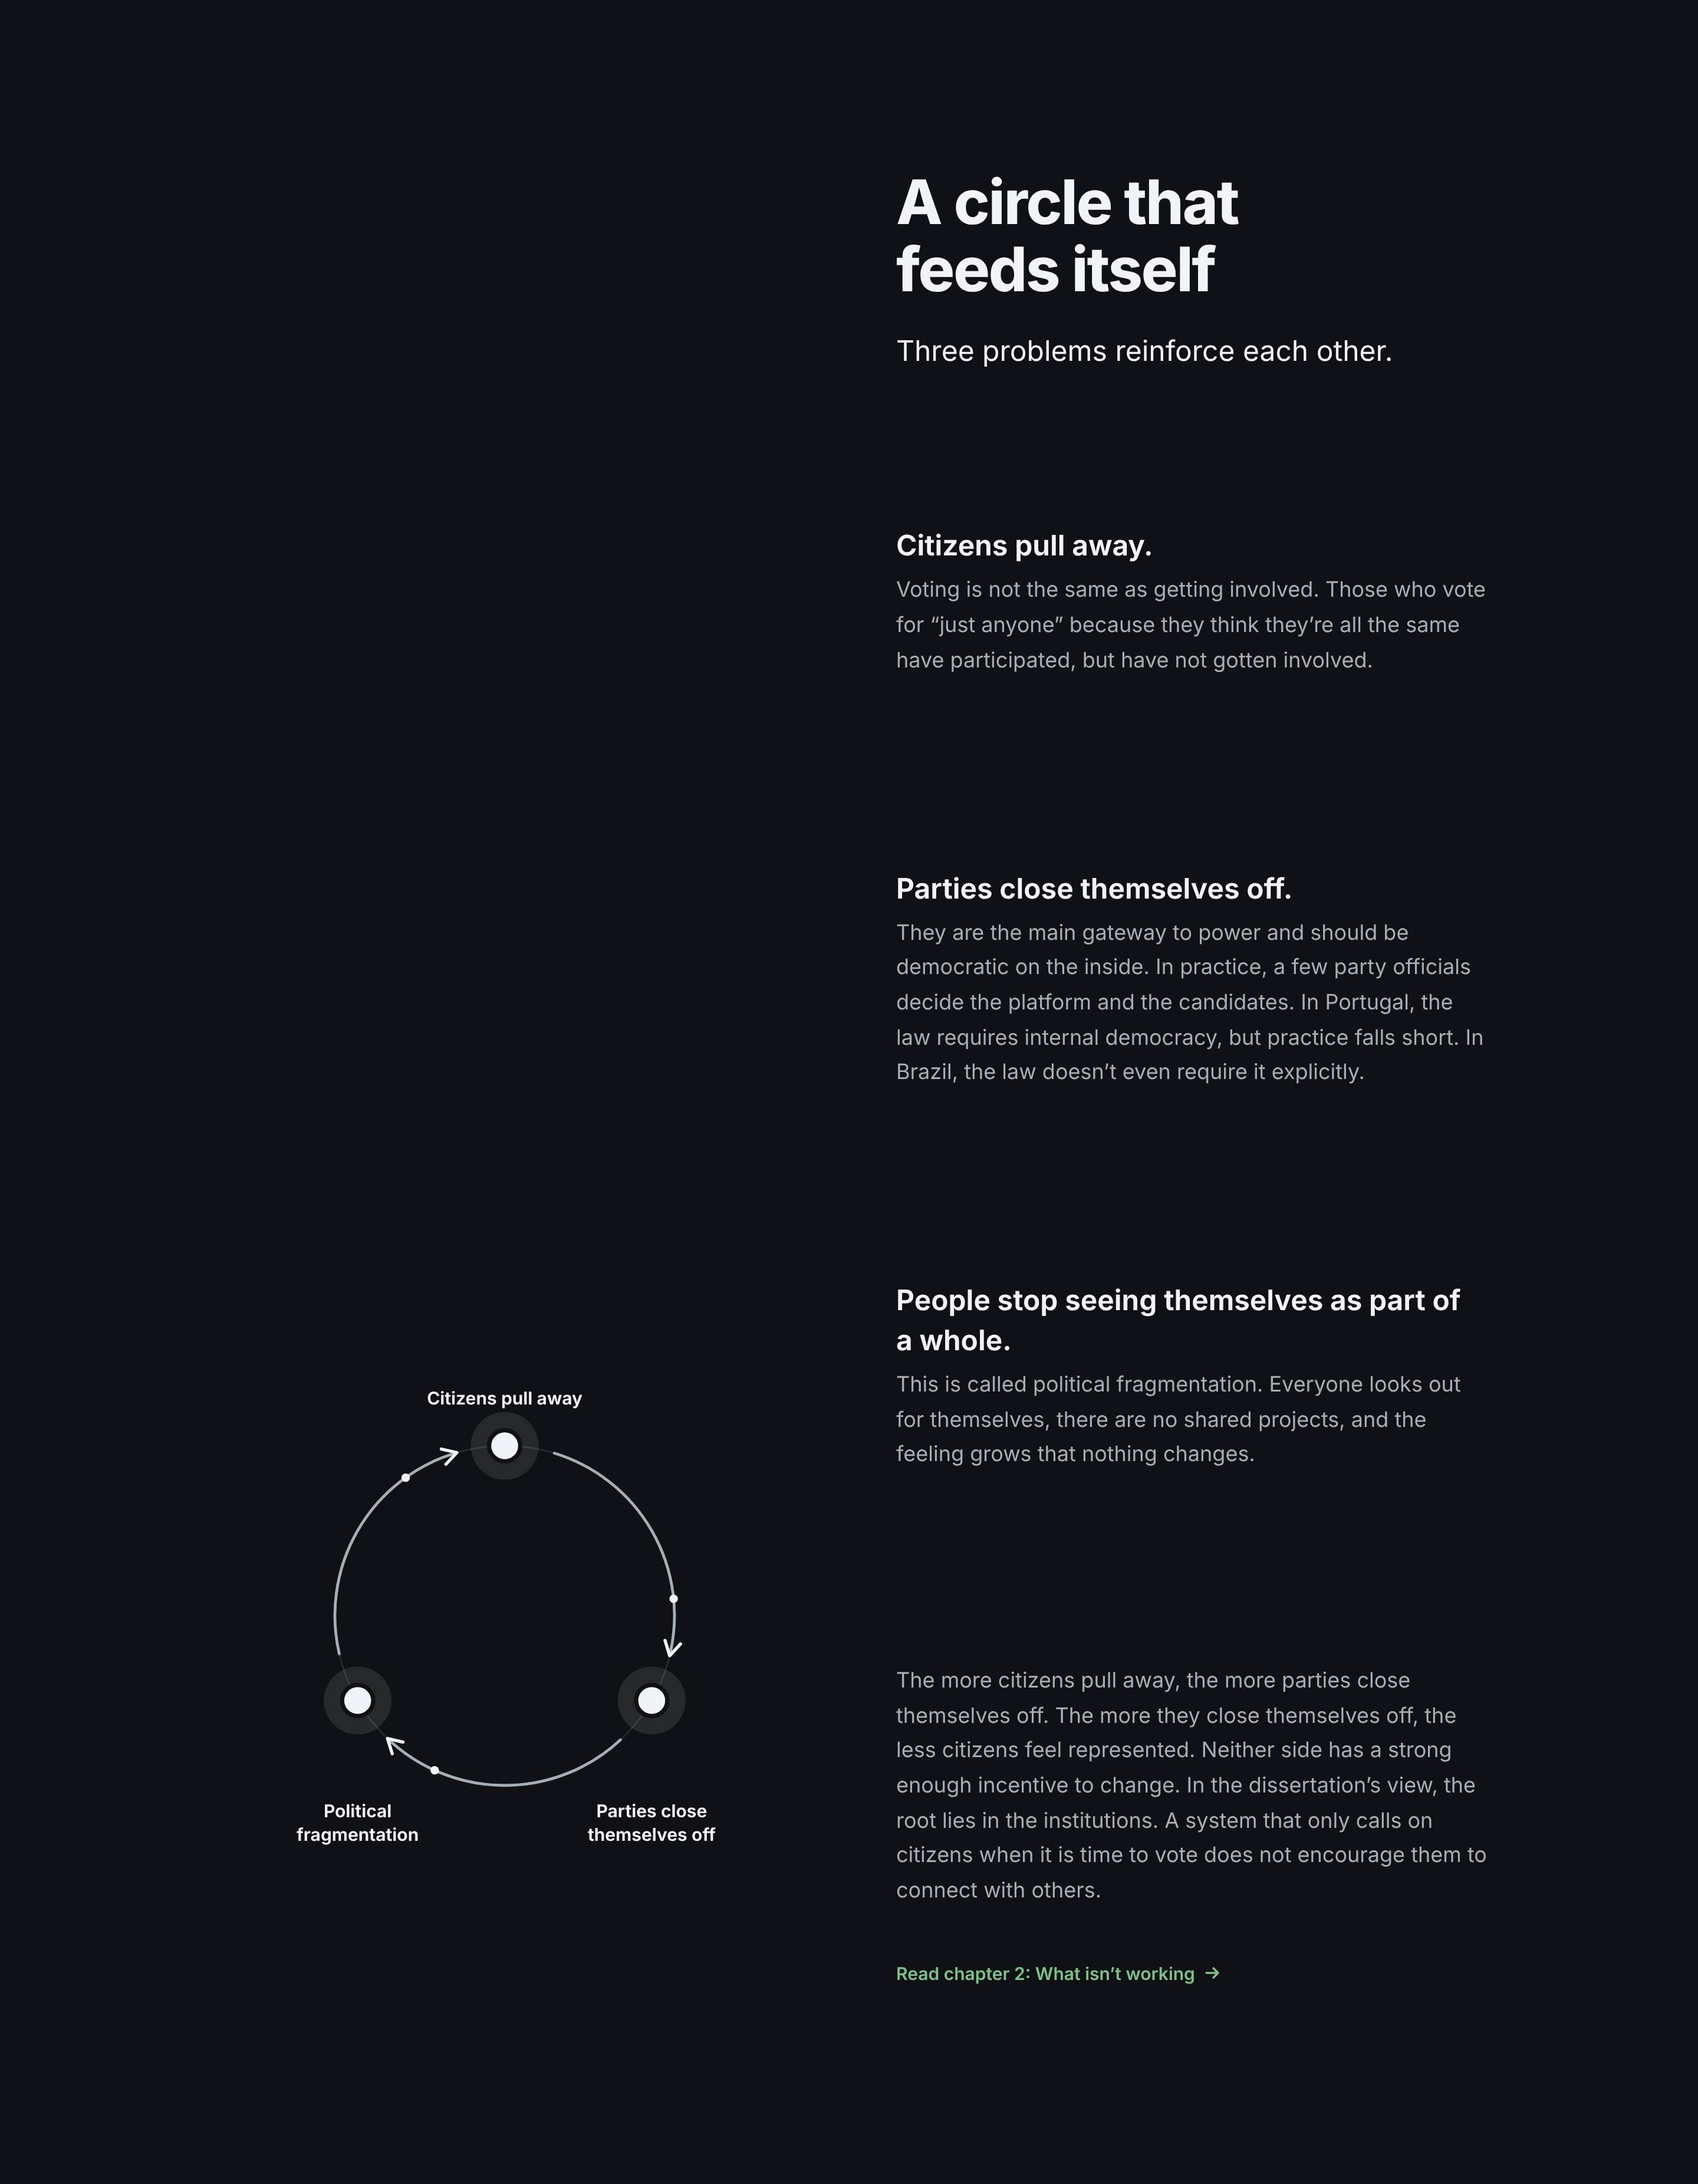 A circle that
feeds itself
Three problems reinforce each other.
Citizens pull away.
Voting is not the same as getting involved. Those who vote
for “just anyone” because they think they’re all the same
have participated, but have not gotten involved.
Parties close themselves off.
They are the main gateway to power and should be
democratic on the inside. In practice, a few party officials
decide the platform and the candidates. In Portugal, the
law requires internal democracy, but practice falls short. In
Brazil, the law doesn’t even require it explicitly.
People stop seeing themselves as part of
a whole.
This is called political fragmentation. Everyone looks out
for themselves, there are no shared projects, and the
feeling grows that nothing changes.
Citizens pull away
Political
fragmentation
Parties close
themselves off
The more citizens pull away, the more parties close
themselves off. The more they close themselves off, the
less citizens feel represented. Neither side has a strong
enough incentive to change. In the dissertation’s view, the
root lies in the institutions. A system that only calls on
citizens when it is time to vote does not encourage them to
connect with others.
Read chapter 2: What isn’t working →